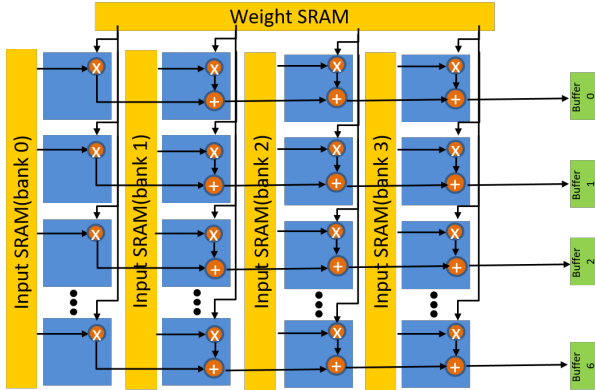 Weight SRAM
Input SRAM(bank 0)
Input SRAM(bank 1)
Input SRAM(bank 2)
Input SRAM(bank 3)
X
X
X
X
+
+
+
Buffer
0
X
X
X
X
+
+
+
Buffer
1
X
X
X
X
+
+
+
Buffer
2
X
X
X
X
+
+
+
Buffer
6